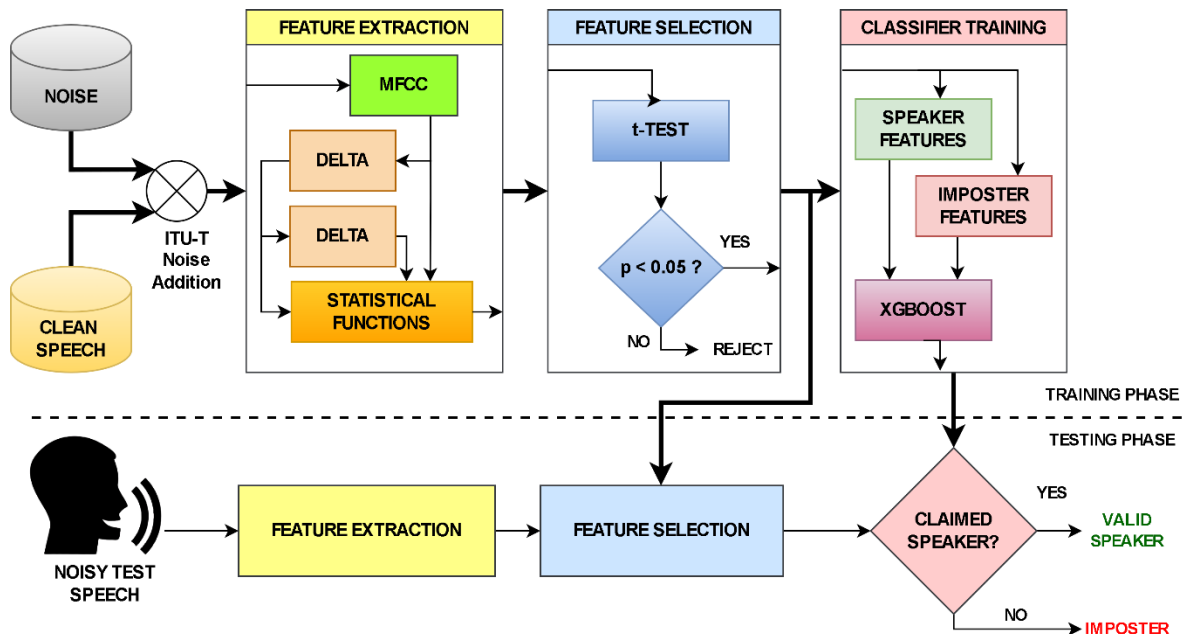 FEATURE EXTRACTION
FEATURE SELECTION
CLASSIFIER TRAINING
NOISE
MFCC
DELTA
DELTA
STATISTICAL
FUNCTIONS
ITU-T
Noise
Addition
CLEAN
SPEECH
t-TEST
p < 0.05 ?
YES
NO
REJECT
SPEAKER
FEATURES
IMPOSTER
FEATURES
XGBOOST
TRAINING PHASE
TESTING PHASE
NOISY TEST
SPEECH
FEATURE EXTRACTION
FEATURE SELECTION
CLAIMED
SPEAKER?
YES
VALID
SPEAKER
NO
IMPOSTER